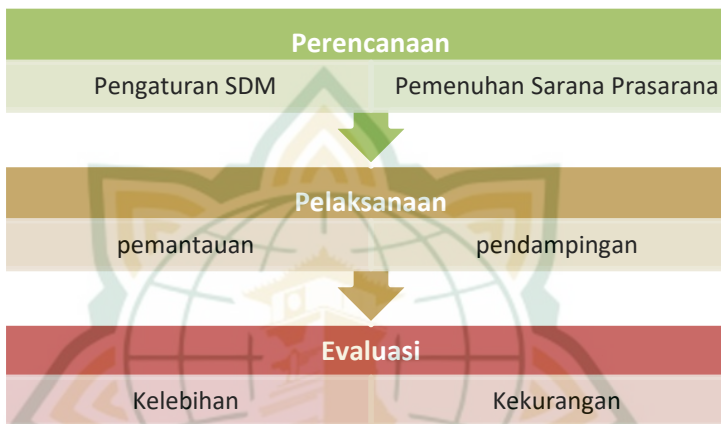 Perencanaan
Pengaturan SDM Pemenuhan Sarana Prasarana
Pelaksanaan
pemantauan pendampingan
Evaluasi
Kelebihan Kekurangan